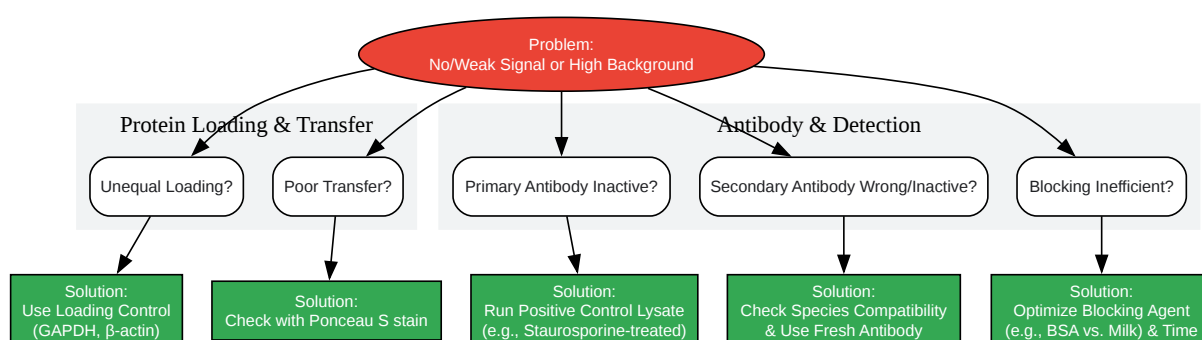 Problem:
No/Weak Signal or High Background
Protein Loading & Transfer
Antibody & Detection
Unequal Loading?
Poor Transfer?
Primary Antibody Inactive?
Secondary Antibody Wrong/Inactive?
Blocking Inefficient?
Solution:
Use Loading Control
(GAPDH, β-actin)
Solution:
Check with Ponceau S stain
Solution:
Run Positive Control Lysate
(e.g., Staurosporine-treated)
Solution:
Check Species Compatibility
& Use Fresh Antibody
Solution:
Optimize Blocking Agent
(e.g., BSA vs. Milk) & Time